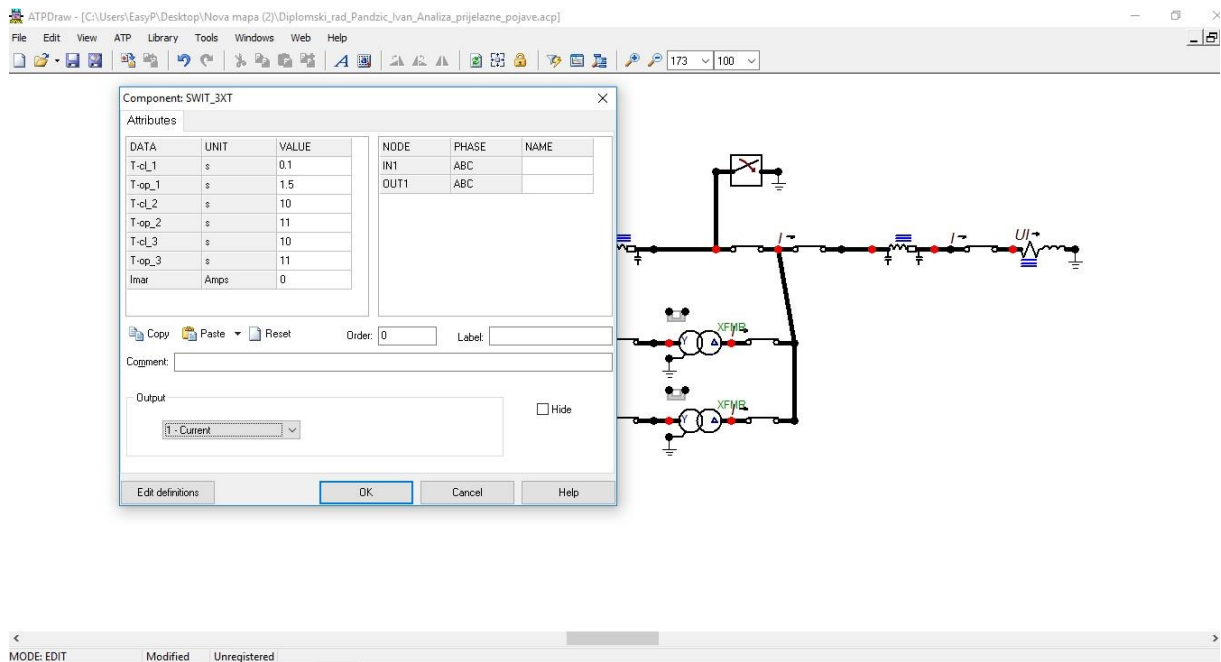 ATPDraw - [C:\Users\EasyP\Desktop\Nova mapa (2)\Diplomski_rad_Pandzic_Ivan_Analiza_prijelazne_pojave.acp]
File Edit View ATP Library Tools Windows Web Help
173 100
Component: SWIT_3XT
Attributes
DATA UNIT VALUE NODE PHASE NAME
T-cl_1 s 0.1 IN1 ABC
T-op_1 s 1.5 OUT1 ABC
T-cl_2 s 10
T-op_2 s 11
T-cl_3 s 10
T-op_3 s 11
Imar Amps 0
Copy Paste Reset Order: 0 Label:
Comment:
Output
Hide
1 - Current
Edit definitions OK Cancel Help
I I UI
XFMR I
Y
XFMR I
Y
MODE: EDIT Modified Unregistered